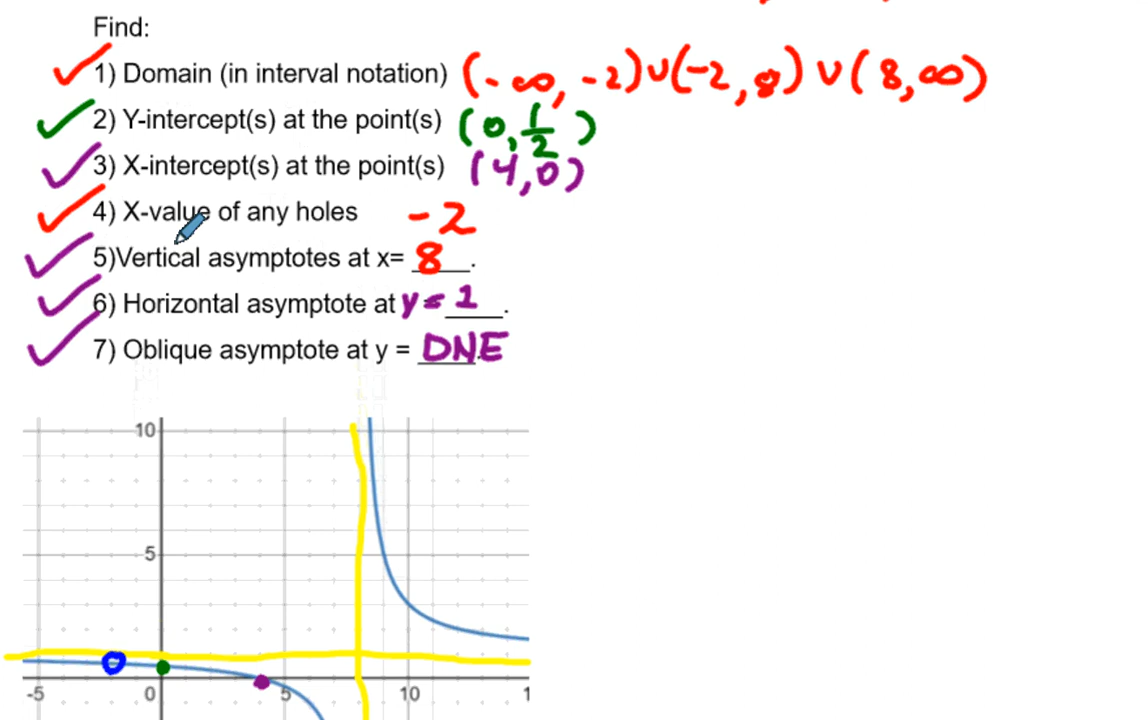 Find:
1) Domain (in interval notation) (-∞, -2)∪(-2, 8)∪(8, ∞)
2) Y-intercept(s) at the point(s) (0, 1/2)
3) X-intercept(s) at the point(s) (4, 0)
4) X-value of any holes -2
5)Vertical asymptotes at x= 8.
6) Horizontal asymptote at y = 1.
7) Oblique asymptote at y = DNE
10
5
-5 0 5 10 1